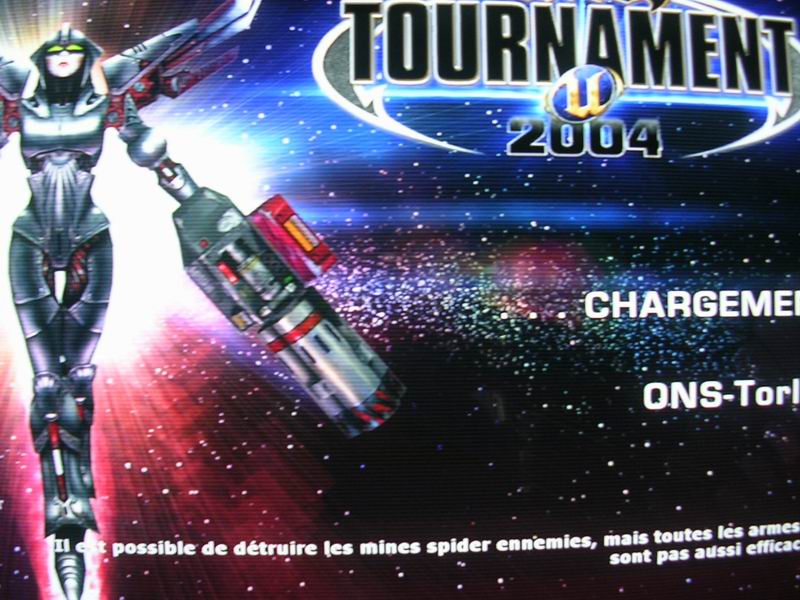 TOURNAMENT
U
2004
. . . CHARGEME
ONS-Torl
Il est possible de détruire les mines spider ennemies, mais toutes les armes
sont pas aussi effica